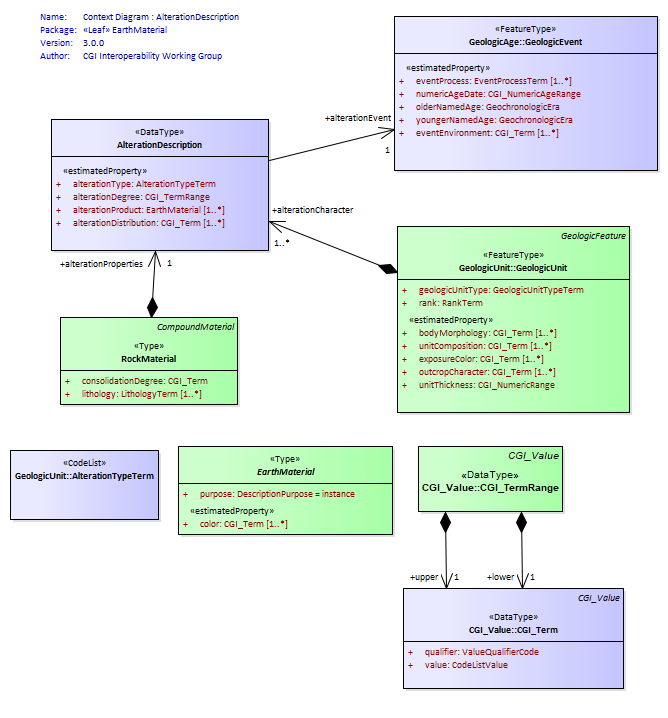 Name: Context Diagram : AlterationDescription
Package: «Leaf» EarthMaterial
Version: 3.0.0
Author: CGI Interoperability Working Group
«FeatureType»
GeologicAge::GeologicEvent
«estimatedProperty»
+ eventProcess: EventProcessTerm [1..*]
+ numericAgeDate: CGI_NumericAgeRange
+ olderNamedAge: GeochronologicEra
+ youngerNamedAge: GeochronologicEra
+ eventEnvironment: CGI_Term [1..*]
+alterationEvent
1
«DataType»
AlterationDescription
«estimatedProperty»
+ alterationType: AlterationTypeTerm
+ alterationDegree: CGI_TermRange
+ alterationProduct: EarthMaterial [1..*]
+ alterationDistribution: CGI_Term [1..*]
+alterationCharacter
1..*
+alterationProperties 1
GeologicFeature
«FeatureType»
GeologicUnit::GeologicUnit
+ geologicUnitType: GeologicUnitTypeTerm
+ rank: RankTerm
«estimatedProperty»
+ bodyMorphology: CGI_Term [1..*]
+ unitComposition: CGI_Term [1..*]
+ exposureColor: CGI_Term [1..*]
+ outcropCharacter: CGI_Term [1..*]
+ unitThickness: CGI_NumericRange
CompoundMaterial
«Type»
RockMaterial
+ consolidationDegree: CGI_Term
+ lithology: LithologyTerm [1..*]
«CodeList»
GeologicUnit::AlterationTypeTerm
«Type»
EarthMaterial
+ purpose: DescriptionPurpose = instance
«estimatedProperty»
+ color: CGI_Term [1..*]
CGI_Value
«DataType»
CGI_Value::CGI_TermRange
+upper 1 +lower 1
CGI_Value
«DataType»
CGI_Value::CGI_Term
+ qualifier: ValueQualifierCode
+ value: CodeListValue